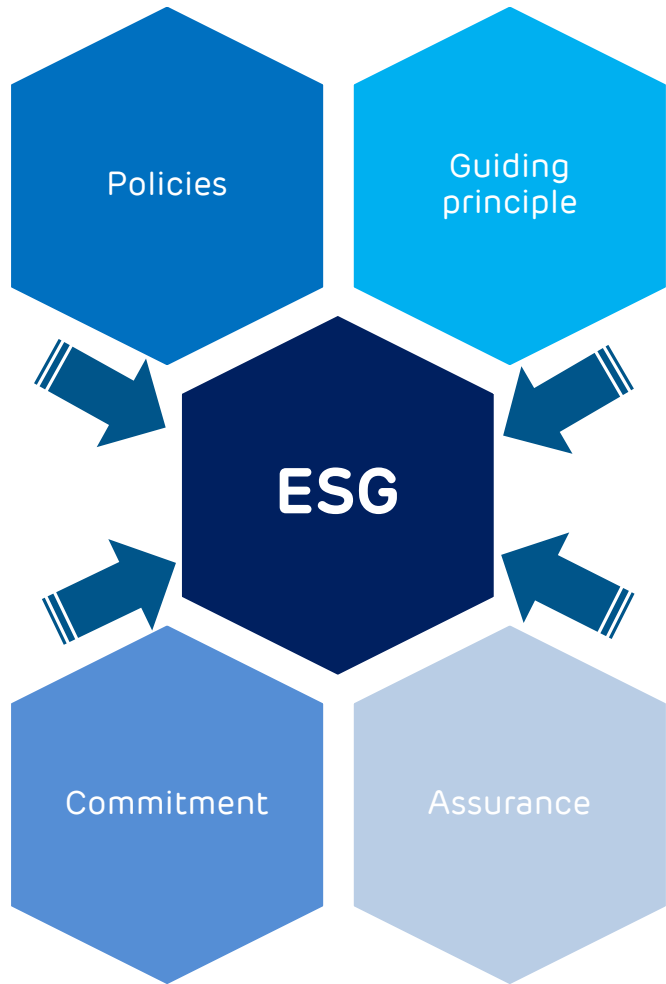 Policies
Guiding
principle
ESG
Commitment
Assurance